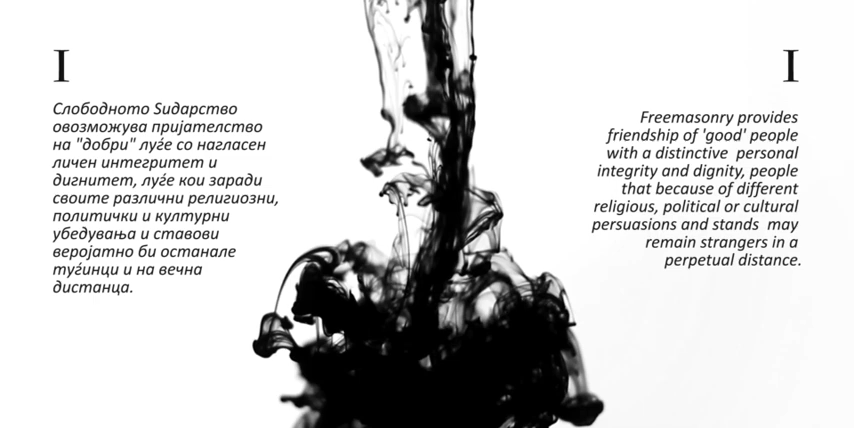 I
Слободното Ѕидарство
овозможува пријателство
на "добри" луѓе со нагласен
личен интегритет и
дигнитет, луѓе кои заради
своите различни религиозни,
политички и културни
убедувања и ставови
веројатно би останале
туѓинци и на вечна
дистанца.
I
Freemasonry provides
friendship of 'good' people
with a distinctive personal
integrity and dignity, people
that because of different
religious, political or cultural
persuasions and stands may
remain strangers in a
perpetual distance.